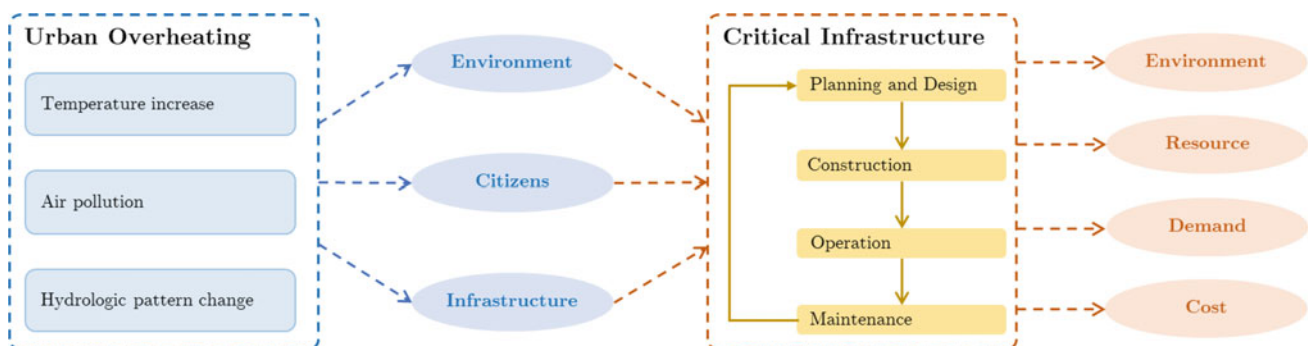 Urban Overheating
Temperature increase
Air pollution
Hydrologic pattern change
Environment
Citizens
Infrastructure
Critical Infrastructure
Planning and Design
Construction
Operation
Maintenance
Environment
Resource
Demand
Cost